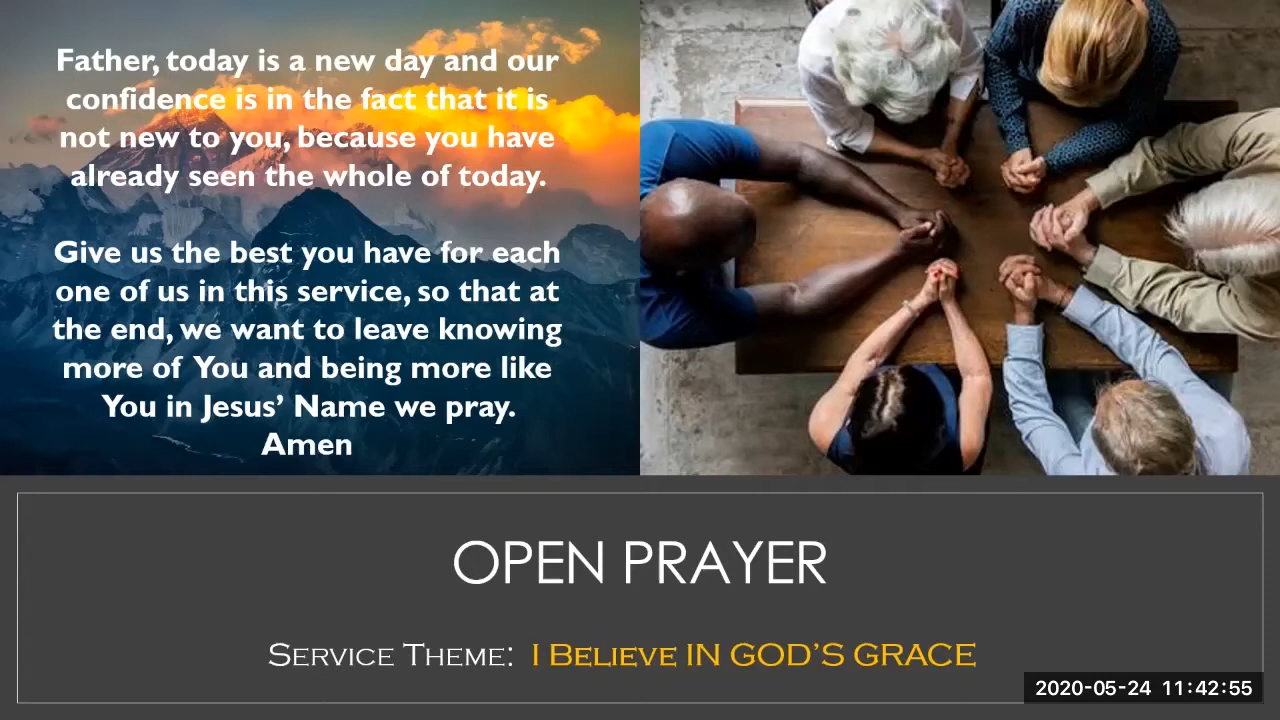 Father, today is a new day and our
confidence is in the fact that it is
not new to you, because you have
already seen the whole of today.
Give us the best you have for each
one of us in this service, so that at
the end, we want to leave knowing
more of You and being more like
You in Jesus’ Name we pray.
Amen
OPEN PRAYER
Service Theme: I Believe IN GOD’S GRACE
2020-05-24 11:42:55